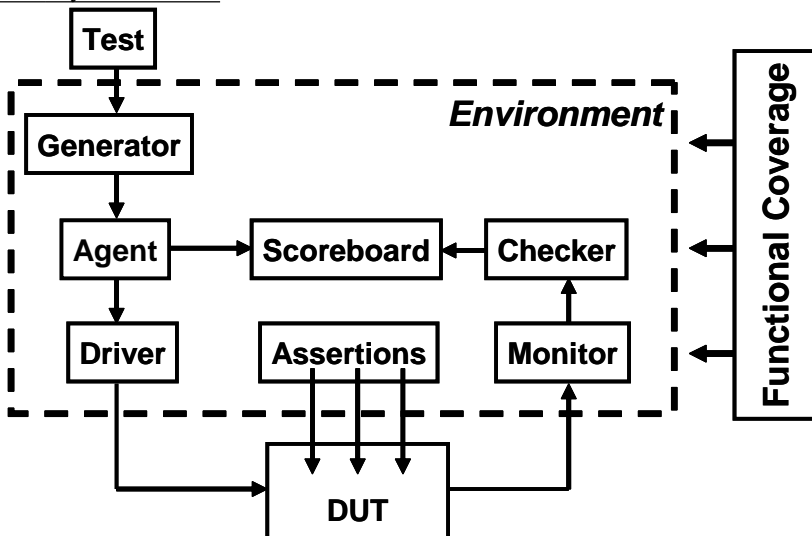 Test
Environment
Generator
Agent
Scoreboard
Checker
Driver
Assertions
Monitor
DUT
Functional Coverage